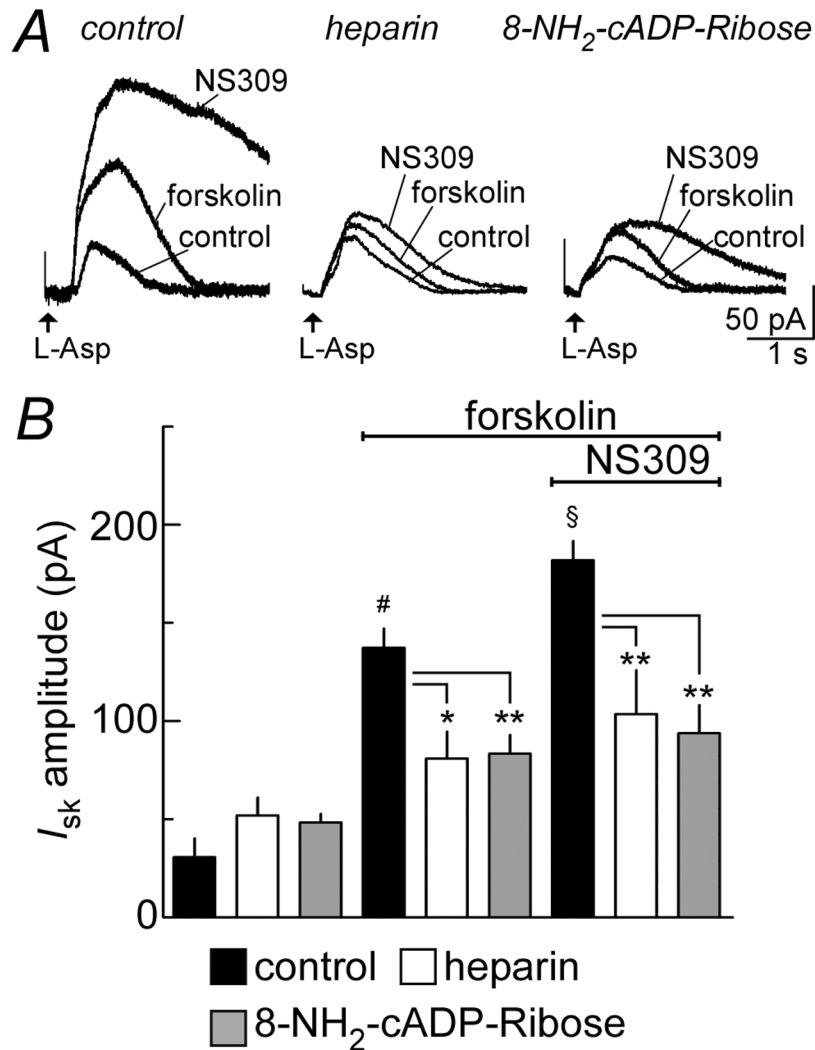 A control heparin 8-NH2-cADP-Ribose
NS309
forskolin
control
NS309
forskolin
control
NS309
forskolin
control
L-Asp
L-Asp
L-Asp
50 pA
1 s
B
forskolin
NS309
§
#
* ** ** **
Isk amplitude (pA)
200
100
0
control heparin
8-NH2-cADP-Ribose